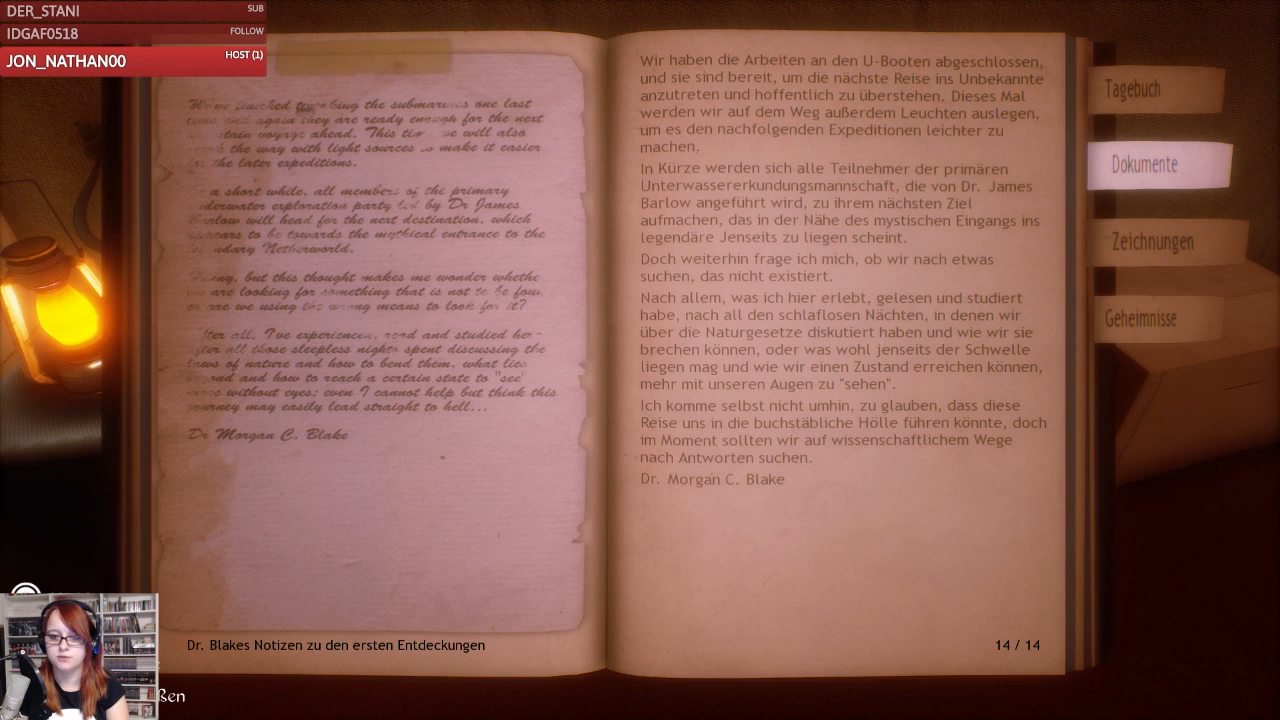 DER_STANI
SUB
IDGAF0518
FOLLOW
JON_NATHAN00
HOST (1)
We've finished tweaking the submarines one last
time and again they are ready enough for the next
uncertain voyage ahead. This time we will also
the way with light sources to make it easier
for the later expeditions.
a short while, all members of the primary
underwater exploration party led by Dr James
Barlow will head for the next destination, which
appears to be towards the mythical entrance to the
legendary Netherworld.
but this thought makes me wonder whether
we are looking for something that is not to be found
or are we using the wrong means to look for it?
After all, I've experienced, read and studied here
after all those sleepless nights spent discussing the
laws of nature and how to bend them, what lies
beyond and how to reach a certain state to "see"
more without eyes; even I cannot help but think this
journey may easily lead straight to hell...
Dr Morgan C. Blake
Wir haben die Arbeiten an den U-Booten abgeschlossen,
und sie sind bereit, um die nächste Reise ins Unbekannte
anzutreten und hoffentlich zu überstehen. Dieses Mal
werden wir auf dem Weg außerdem Leuchten auslegen,
um es den nachfolgenden Expeditionen leichter zu
machen.
In Kürze werden sich alle Teilnehmer der primären
Unterwassererkundungsmannschaft, die von Dr. James
Barlow angeführt wird, zu ihrem nächsten Ziel
aufmachen, das in der Nähe des mystischen Eingangs ins
legendäre Jenseits zu liegen scheint.
Doch weiterhin frage ich mich, ob wir nach etwas
suchen, das nicht existiert.
Nach allem, was ich hier erlebt, gelesen und studiert
habe, nach all den schlaflosen Nächten, in denen wir
über die Naturgesetze diskutiert haben und wie wir sie
brechen können, oder was wohl jenseits der Schwelle
liegen mag und wie wir einen Zustand erreichen können,
mehr mit unseren Augen zu "sehen".
Ich komme selbst nicht umhin, zu glauben, dass diese
Reise uns in die buchstäbliche Hölle führen könnte, doch
im Moment sollten wir auf wissenschaftlichem Wege
nach Antworten suchen.
Dr. Morgan C. Blake
Tagebuch
Dokumente
Zeichnungen
Geheimnisse
Dr. Blakes Notizen zu den ersten Entdeckungen
14 / 14
ßen